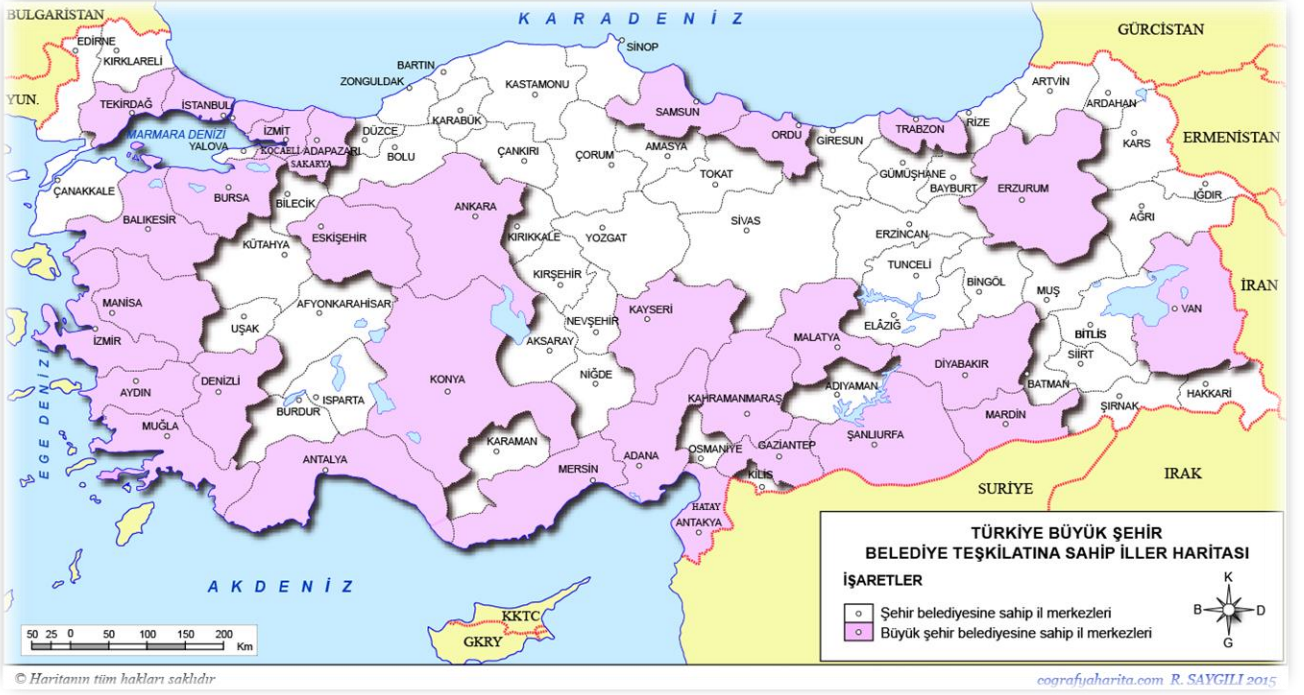 BULGARİSTAN
K A R A D E N İ Z
GÜRCİSTAN
EDİRNE
KIRKLARELİ
SİNOP
BARTIN
ZONGULDAK
KASTAMONU
ARTVİN
ARDAHAN
YUN.
TEKİRDAĞ
İSTANBUL
KARABÜK
SAMSUN
ORDU
GİRESUN
TRABZON
RİZE
KARS
ERMENİSTAN
MARMARA DENİZİ
YALOVA
İZMİT
KOCAELİ
ADAPAZARI
SAKARYA
DÜZCE
BOLU
ÇANKIRI
ÇORUM
AMASYA
TOKAT
GÜMÜŞHANE
BAYBURT
ERZURUM
IĞDIR
ÇANAKKALE
BURSA
BİLECİK
BALIKESİR
ESKİŞEHİR
ANKARA
KIRIKKALE
YOZGAT
SİVAS
ERZİNCAN
AĞRI
KÜTAHYA
TUNCELİ
BİNGÖL
MUŞ
İRAN
MANİSA
AFYONKARAHİSAR
KIRŞEHİR
KAYSERİ
ELÂZIĞ
VAN
İZMİR
UŞAK
NEVŞEHİR
AKSARAY
MALATYA
BİTLİS
SİİRT
DİYABAKIR
AYDIN
DENİZLİ
KONYA
NİĞDE
ADIYAMAN
BATMAN
HAKKARİ
BURDUR
ISPARTA
KAHRAMANMARAŞ
MARDİN
ŞIRNAK
MUĞLA
KARAMAN
OSMANİYE
GAZİANTEP
ŞANLIURFA
EGE DENİZİ
ANTALYA
MERSİN
ADANA
KİLİS
SURİYE
IRAK
HATAY
ANTAKYA
A K D E N İ Z
KKTC
GKRY
TÜRKİYE BÜYÜK ŞEHİR
BELEDİYE TEŞKİLATINA SAHİP İLLER HARİTASI
İŞARETLER
Şehir belediyesine sahip il merkezleri
Büyük şehir belediyesine sahip il merkezleri
K
B
D
G
50 25 0 50 100 150 200
Km
© Haritanın tüm hakları saklıdır
cografyaharita.com R. SAYGILI 2015